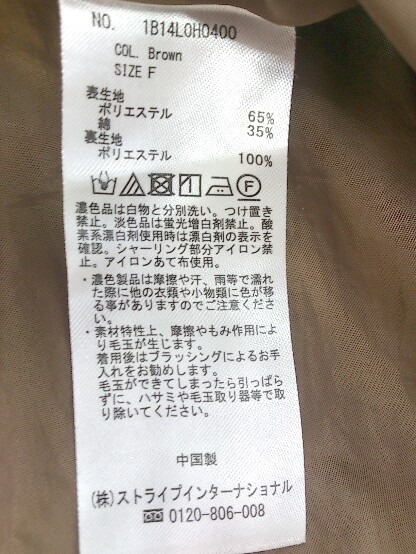 NO. 1B14L0H0400
COL. Brown
SIZE F
表生地
ポリエステル 65%
綿 35%
裏生地
ポリエステル 100%
F
濃色品は白物と分別洗い。つけ置き
禁止。淡色品は蛍光増白剤禁止。酸
素系漂白剤使用時は漂白剤の表示を
確認。シャーリング部分アイロン禁
止。アイロンあて布使用。
・濃色製品は摩擦や汗、雨等で濡れ
た際に他の衣類や小物類に色が移
る事がありますのでご注意くださ
い。
・素材特性上、摩擦やもみ作用によ
り毛玉が生じます。
着用後はブラッシングによるお手
入れをお勧めします。
毛玉ができてしまったら引っぱら
ずに、ハサミや毛玉取り器等で取
り除いてください。
中国製
(株)ストライプインターナショナル
0120-806-008